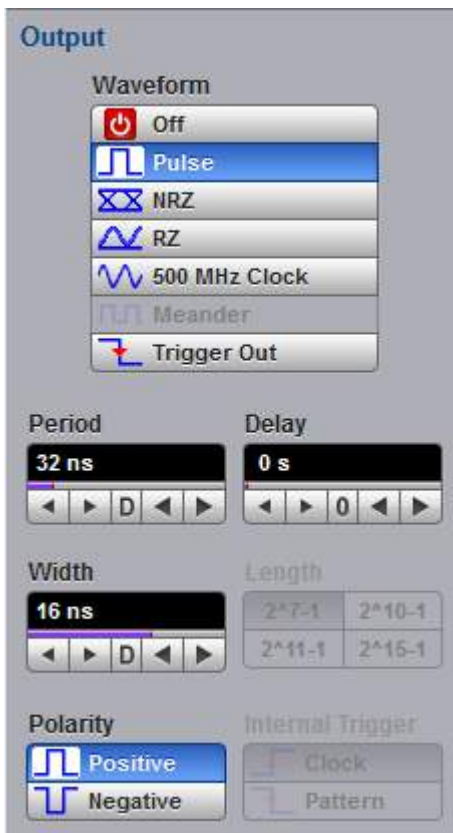 Output
Waveform
Off
Pulse
NRZ
RZ
500 MHz Clock
Meander
Trigger Out
Period Delay
32 ns 0 s
D 0
Width Length
16 ns 2^7-1 2^10-1
D 2^11-1 2^15-1
Polarity Internal Trigger
Positive Clock
Negative Pattern